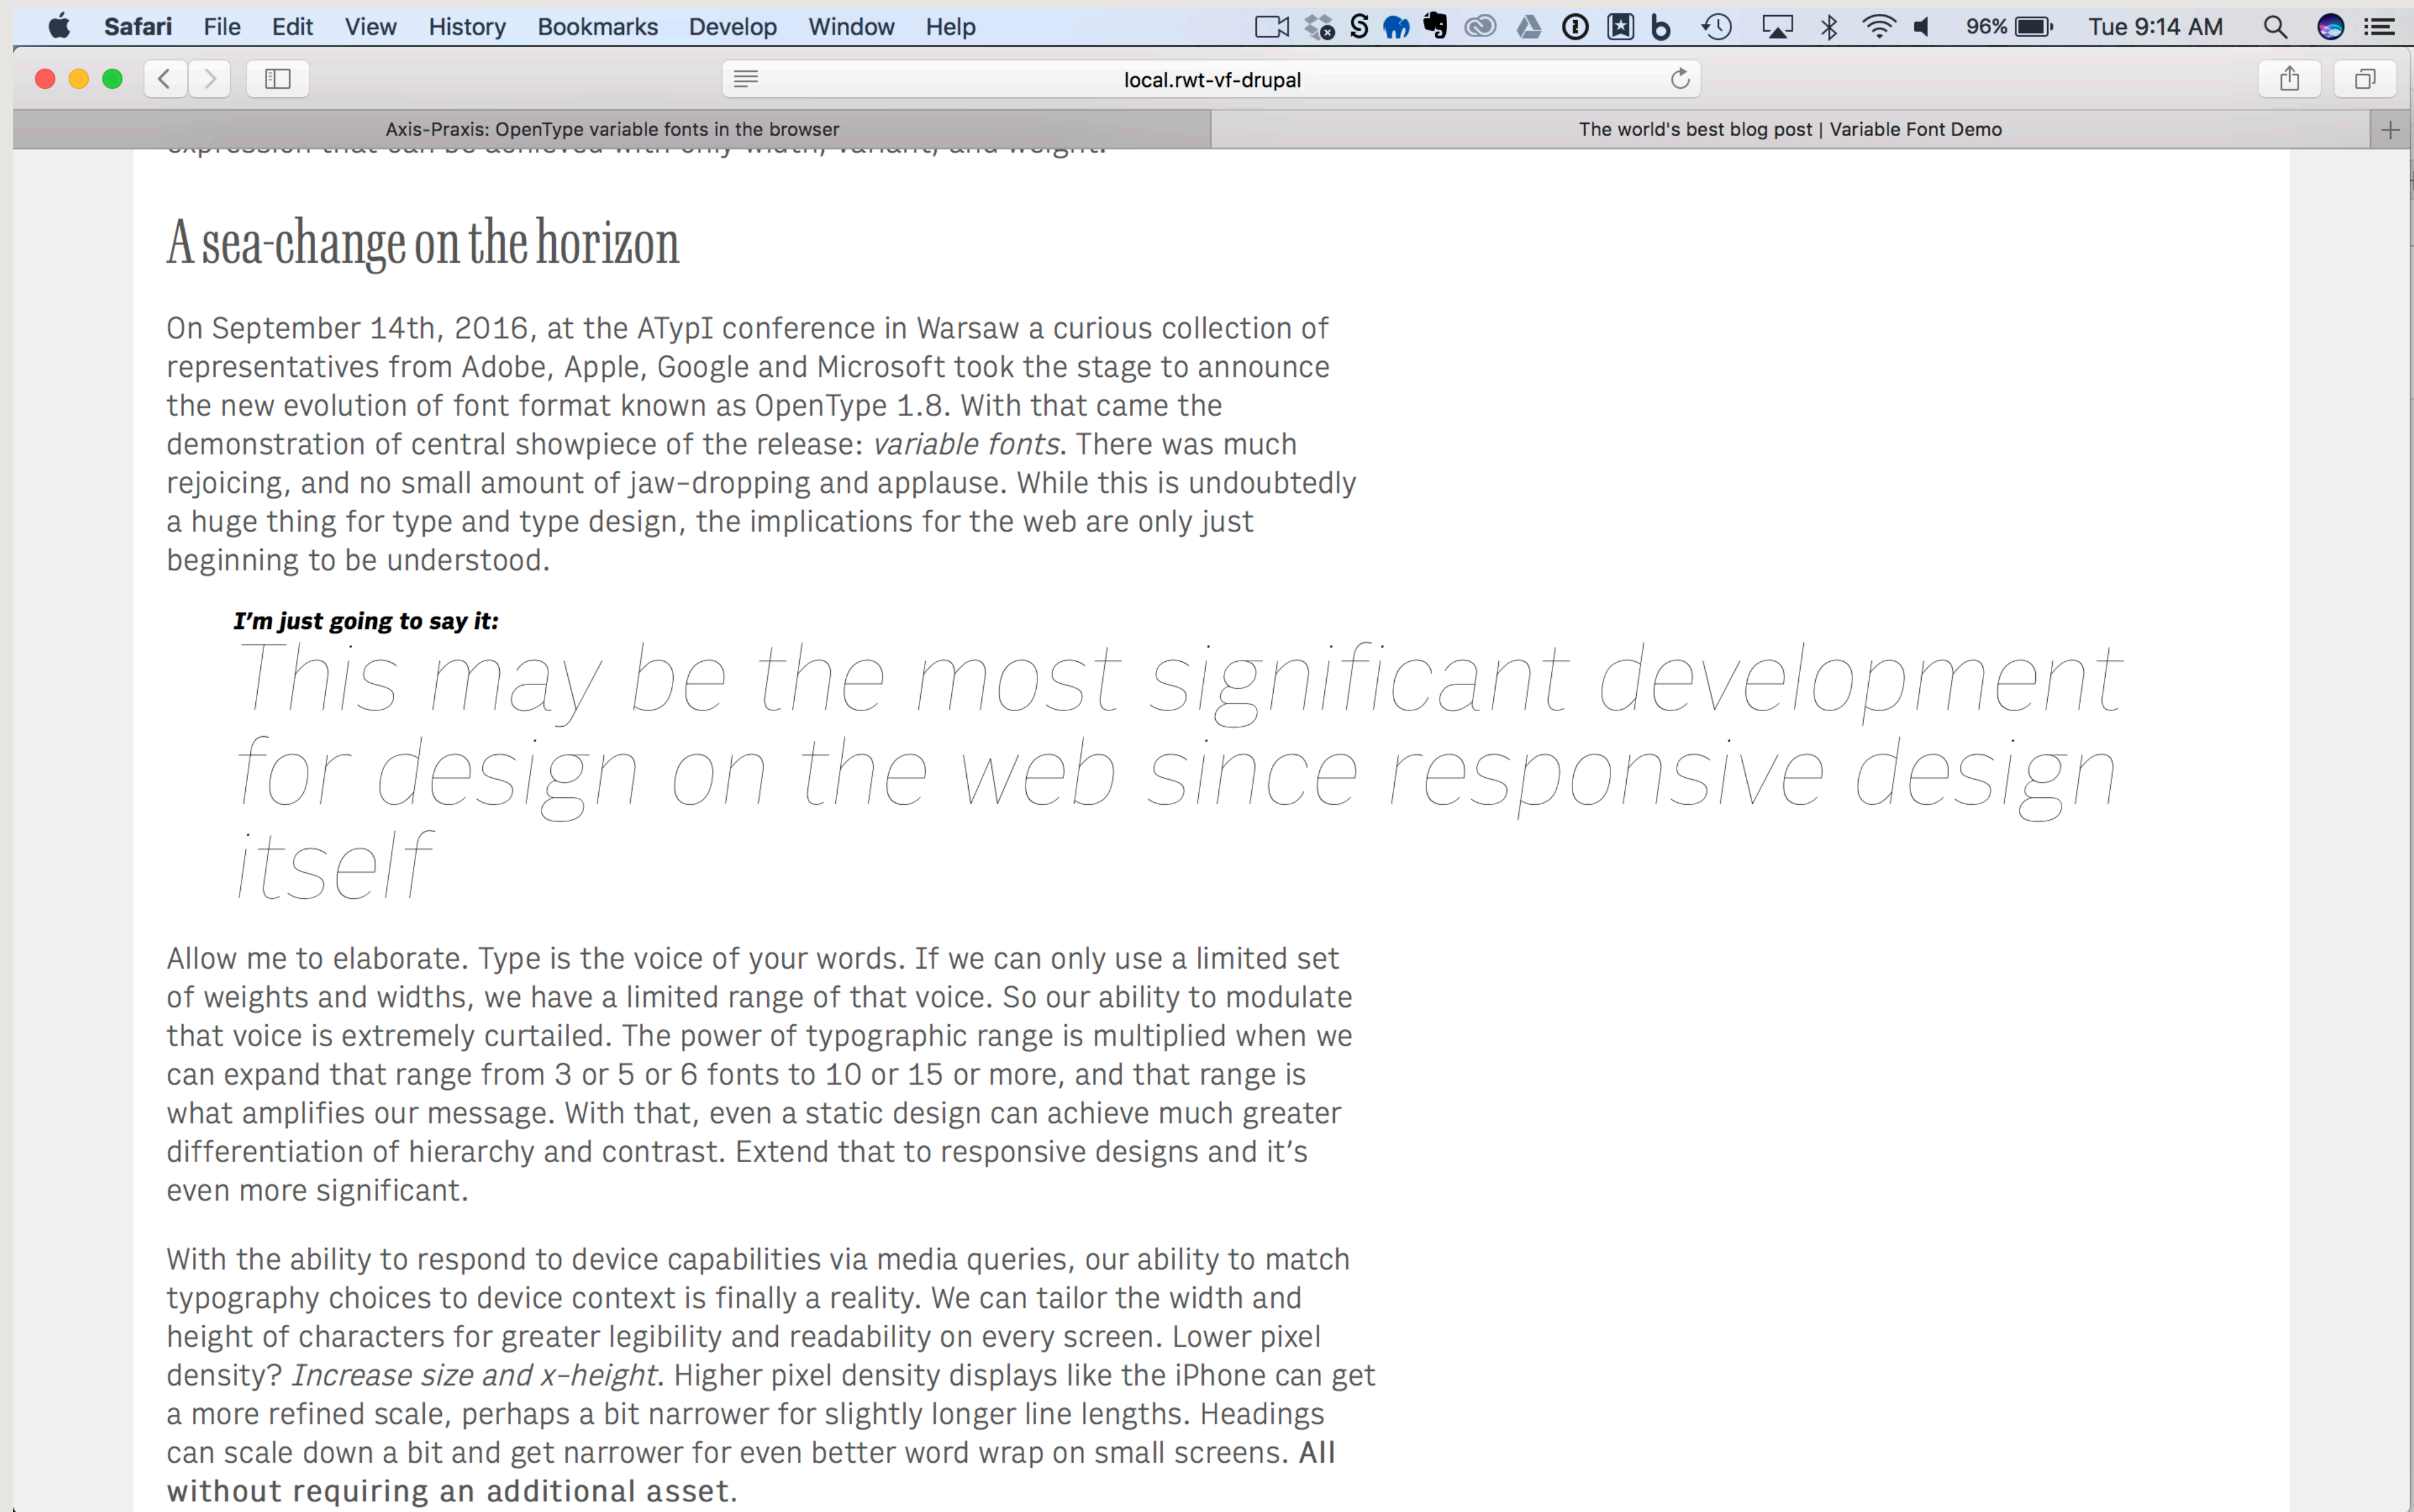 Safari File Edit View History Bookmarks Develop Window Help 96% Tue 9:14 AM
local.rwt-vf-drupal
Axis-Praxis: OpenType variable fonts in the browser
The world's best blog post | Variable Font Demo
expression that can be achieved with only width, variant, and weight.
A sea-change on the horizon
On September 14th, 2016, at the ATypI conference in Warsaw a curious collection of
representatives from Adobe, Apple, Google and Microsoft took the stage to announce
the new evolution of font format known as OpenType 1.8. With that came the
demonstration of central showpiece of the release: variable fonts. There was much
rejoicing, and no small amount of jaw-dropping and applause. While this is undoubtedly
a huge thing for type and type design, the implications for the web are only just
beginning to be understood.
I'm just going to say it:
This may be the most significant development
for design on the web since responsive design
itself
Allow me to elaborate. Type is the voice of your words. If we can only use a limited set
of weights and widths, we have a limited range of that voice. So our ability to modulate
that voice is extremely curtailed. The power of typographic range is multiplied when we
can expand that range from 3 or 5 or 6 fonts to 10 or 15 or more, and that range is
what amplifies our message. With that, even a static design can achieve much greater
differentiation of hierarchy and contrast. Extend that to responsive designs and it's
even more significant.
With the ability to respond to device capabilities via media queries, our ability to match
typography choices to device context is finally a reality. We can tailor the width and
height of characters for greater legibility and readability on every screen. Lower pixel
density? Increase size and x-height. Higher pixel density displays like the iPhone can get
a more refined scale, perhaps a bit narrower for slightly longer line lengths. Headings
can scale down a bit and get narrower for even better word wrap on small screens. All
without requiring an additional asset.